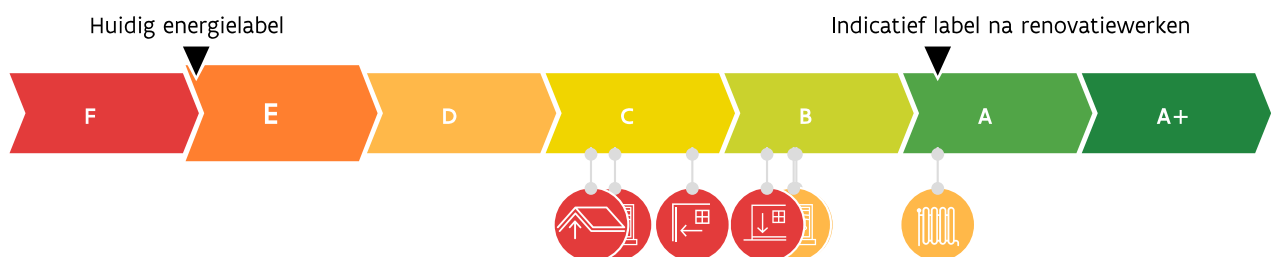 Huidig energielabel
Indicatief label na renovatiewerken
F E D C B A A+